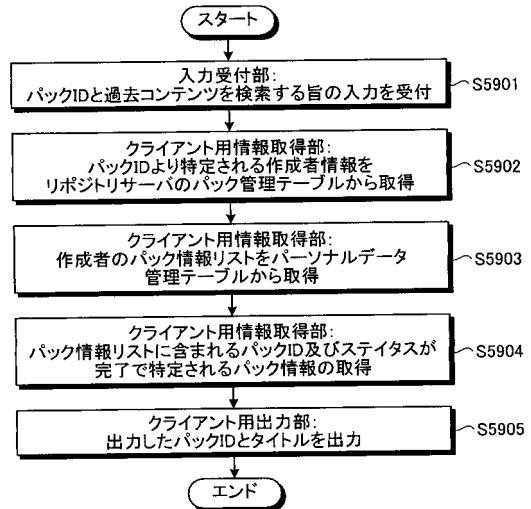 スタート
入力受付部:
パックIDと過去コンテンツを検索する旨の入力を受付
S5901
クライアント用情報取得部:
パックIDより特定される作成者情報を
リポジトリサーバのパック管理テーブルから取得
S5902
クライアント用情報取得部:
作成者のパック情報リストをパーソナルデータ
管理テーブルから取得
S5903
クライアント用情報取得部:
パック情報リストに含まれるパックID及びステイタスが
完了で特定されるパック情報の取得
S5904
クライアント用出力部:
出力したパックIDとタイトルを出力
S5905
エンド